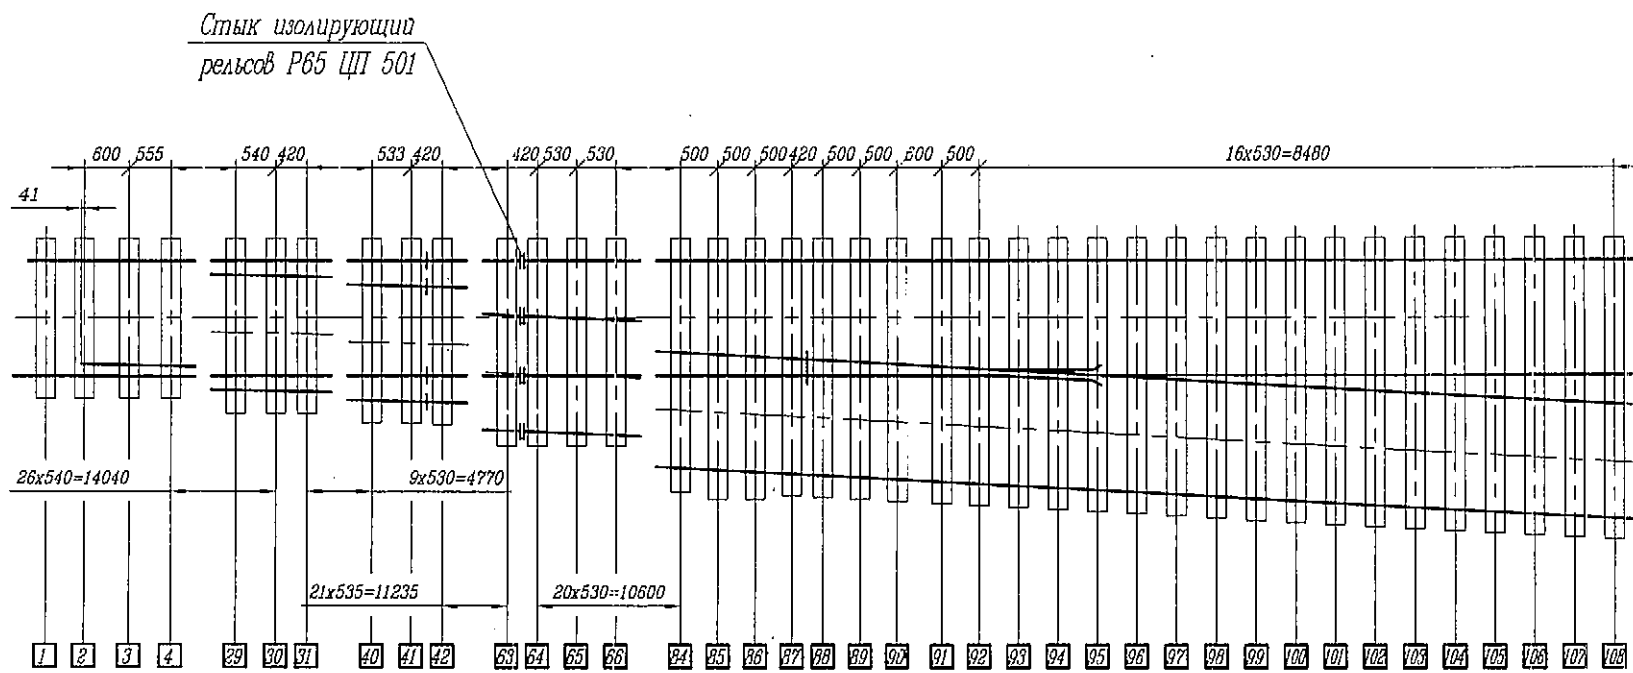 Стык изолирующий
рельсов Р65 ЦП 501
600 555 540 420 533 420 420 530 530 500 500 500 420 500 500 600 500 16х530=8480
41
26х540=14040 9х530=4770
21х535=11235 20х530=10600
1 2 3 4 29 30 31 40 41 42 63 64 65 66 84 85 86 87 88 89 90 91 92 93 94 95 96 97 98 99 100 101 102 103 104 105 106 107 108